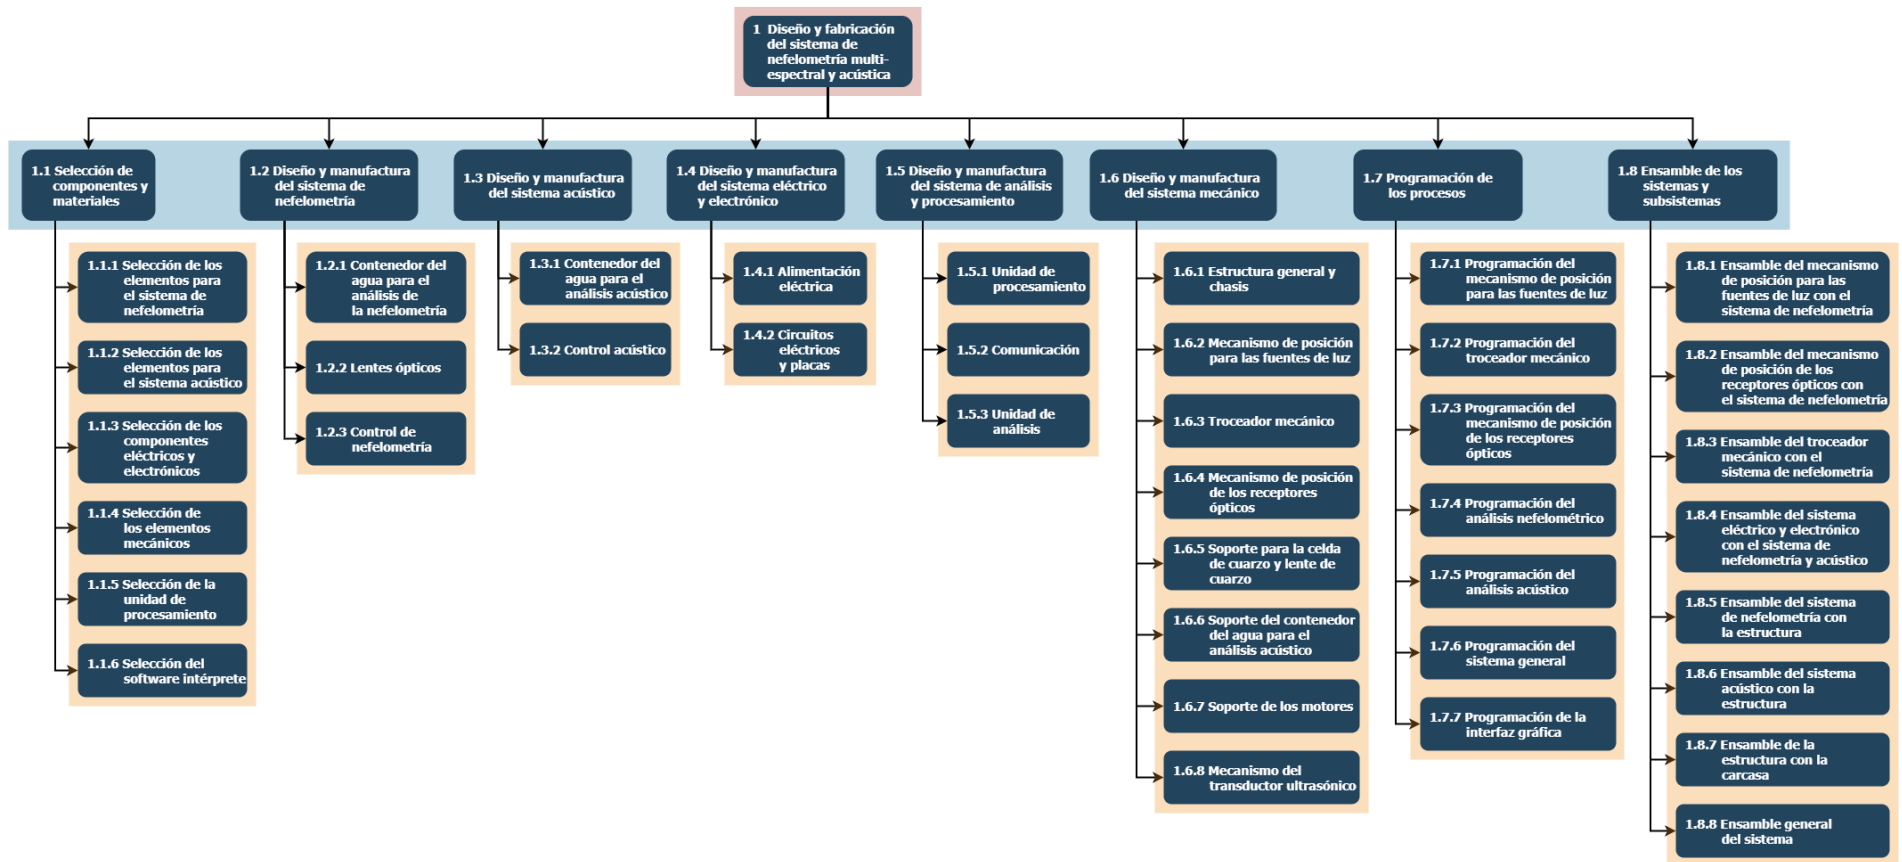 1 Diseño y fabricación
del sistema de
nefelometría multi-
espectral y acústica
1.1 Selección de
componentes y
materiales
1.2 Diseño y manufactura
del sistema de
nefelometría
1.3 Diseño y manufactura
del sistema acústico
1.4 Diseño y manufactura
del sistema eléctrico
y electrónico
1.5 Diseño y manufactura
del sistema de análisis
y procesamiento
1.6 Diseño y manufactura
del sistema mecánico
1.7 Programación de
los procesos
1.8 Ensamble de los
sistemas y
subsistemas
1.1.1 Selección de los
elementos para
el sistema de
nefelometría
1.1.2 Selección de los
elementos para
el sistema acústico
1.1.3 Selección de los
componentes
eléctricos y
electrónicos
1.1.4 Selección de
los elementos
mecánicos
1.1.5 Selección de la
unidad de
procesamiento
1.1.6 Selección del
software intérprete
1.2.1 Contenedor del
agua para el
análisis de
la nefelometría
1.2.2 Lentes ópticos
1.2.3 Control de
nefelometría
1.3.1 Contenedor del
agua para el
análisis acústico
1.3.2 Control acústico
1.4.1 Alimentación
eléctrica
1.4.2 Circuitos
eléctricos
y placas
1.5.1 Unidad de
procesamiento
1.5.2 Comunicación
1.5.3 Unidad de
análisis
1.6.1 Estructura general y
chasis
1.6.2 Mecanismo de posición
para las fuentes de luz
1.6.3 Troceador mecánico
1.6.4 Mecanismo de posición
de los receptores
ópticos
1.6.5 Soporte para la celda
de cuarzo y lente de
cuarzo
1.6.6 Soporte del contenedor
del agua para el
análisis acústico
1.6.7 Soporte de los motores
1.6.8 Mecanismo del
transductor ultrasónico
1.7.1 Programación del
mecanismo de posición
para las fuentes de luz
1.7.2 Programación del
troceador mecánico
1.7.3 Programación del
mecanismo de posición
de los receptores
ópticos
1.7.4 Programación del
análisis nefelométrico
1.7.5 Programación del
análisis acústico
1.7.6 Programación del
sistema general
1.7.7 Programación de la
interfaz gráfica
1.8.1 Ensamble del mecanismo
de posición para las
fuentes de luz con el
sistema de nefelometría
1.8.2 Ensamble del mecanismo
de posición de los
receptores ópticos con
el sistema de nefelometría
1.8.3 Ensamble del troceador
mecánico con el
sistema de nefelometría
1.8.4 Ensamble del sistema
eléctrico y electrónico
con el sistema de
nefelometría y acústico
1.8.5 Ensamble del sistema
de nefelometría con
la estructura
1.8.6 Ensamble del sistema
acústico con la
estructura
1.8.7 Ensamble de la
estructura con la
carcasa
1.8.8 Ensamble general
del sistema